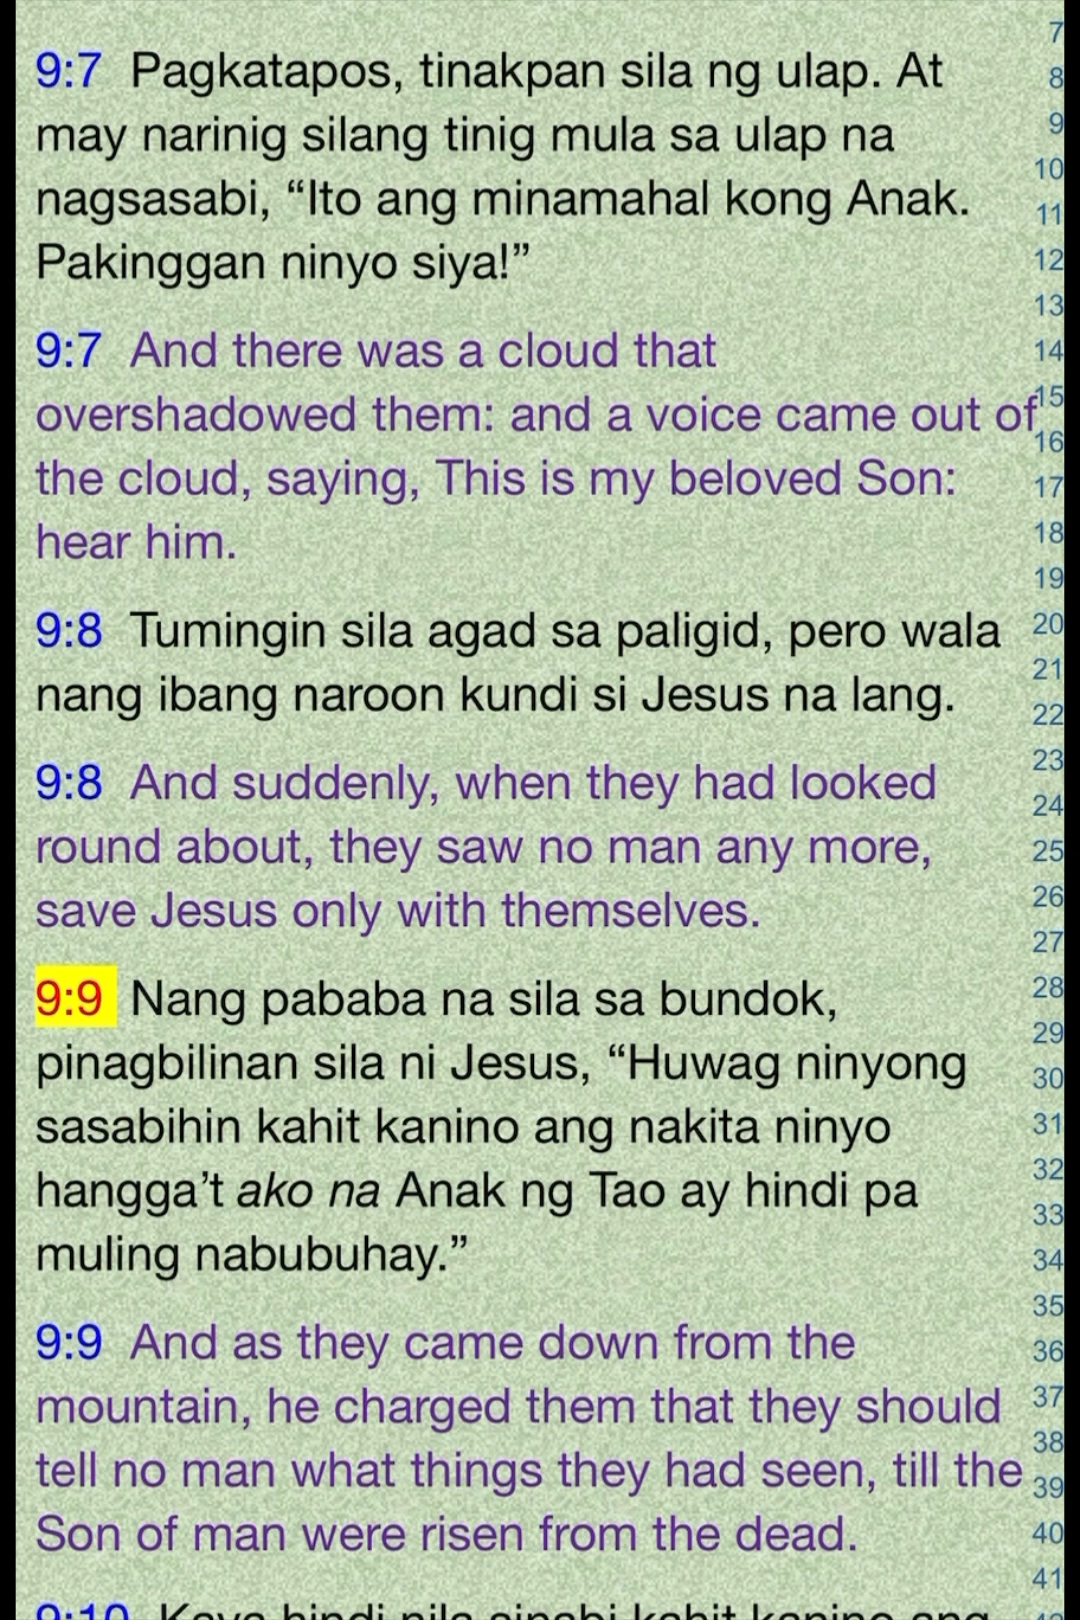 9:7 Pagkatapos, tinakpan sila ng ulap. At
may narinig silang tinig mula sa ulap na
nagsasabi, “Ito ang minamahal kong Anak.
Pakinggan ninyo siya!”
9:7 And there was a cloud that
overshadowed them: and a voice came out of
the cloud, saying, This is my beloved Son:
hear him.
9:8 Tumingin sila agad sa paligid, pero wala
nang ibang naroon kundi si Jesus na lang.
9:8 And suddenly, when they had looked
round about, they saw no man any more,
save Jesus only with themselves.
9:9 Nang pababa na sila sa bundok,
pinagbilinan sila ni Jesus, “Huwag ninyong
sasabihin kahit kanino ang nakita ninyo
hangga’t ako na Anak ng Tao ay hindi pa
muling nabubuhay.”
9:9 And as they came down from the
mountain, he charged them that they should
tell no man what things they had seen, till the
Son of man were risen from the dead.
9:10 Kaya hindi nila sinabi kahit kanino ang
7
8
9
10
11
12
13
14
15
16
17
18
19
20
21
22
23
24
25
26
27
28
29
30
31
32
33
34
35
36
37
38
39
40
41